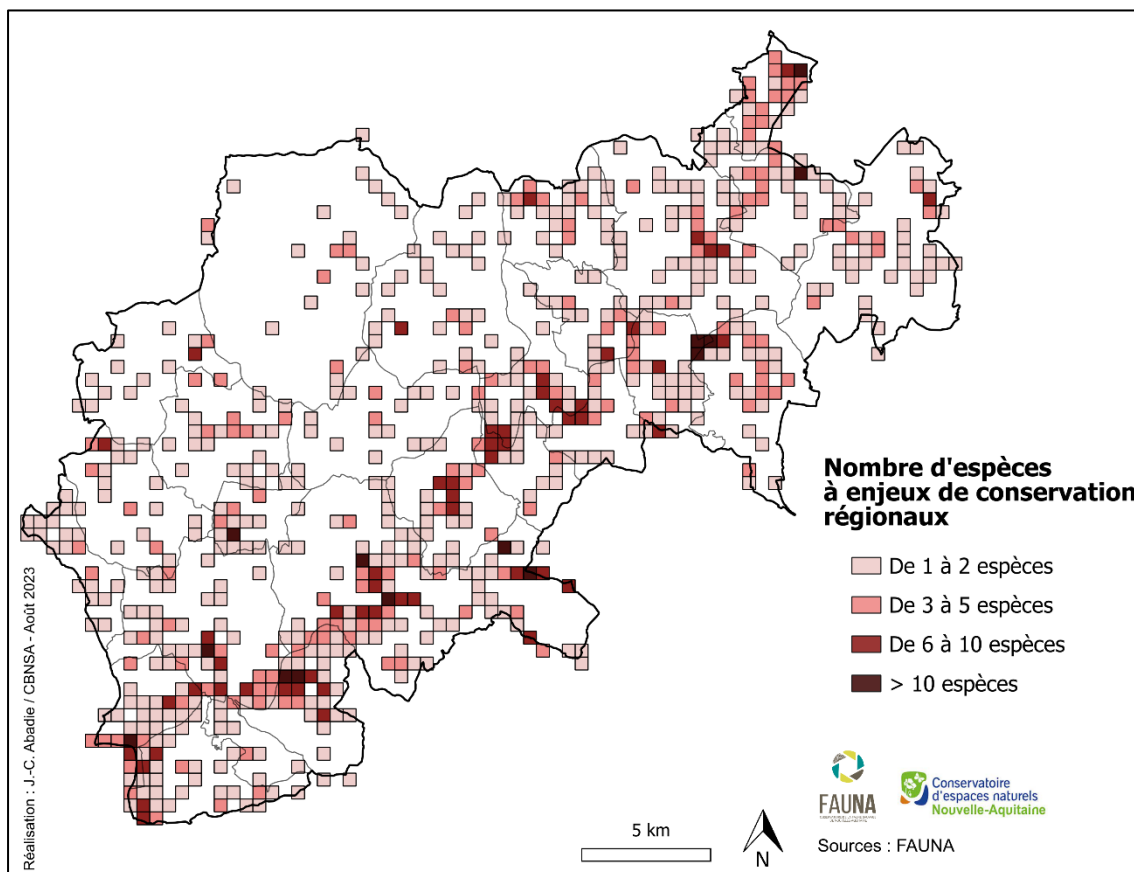 Nombre d'espèces
à enjeux de conservation
régionaux
De 1 à 2 espèces
De 3 à 5 espèces
De 6 à 10 espèces
> 10 espèces
Réalisation : J.-C. Abadie / CBNSA - Août 2023
5 km
N
FAUNA
Conservatoire
d'espaces naturels
Nouvelle-Aquitaine
Sources : FAUNA